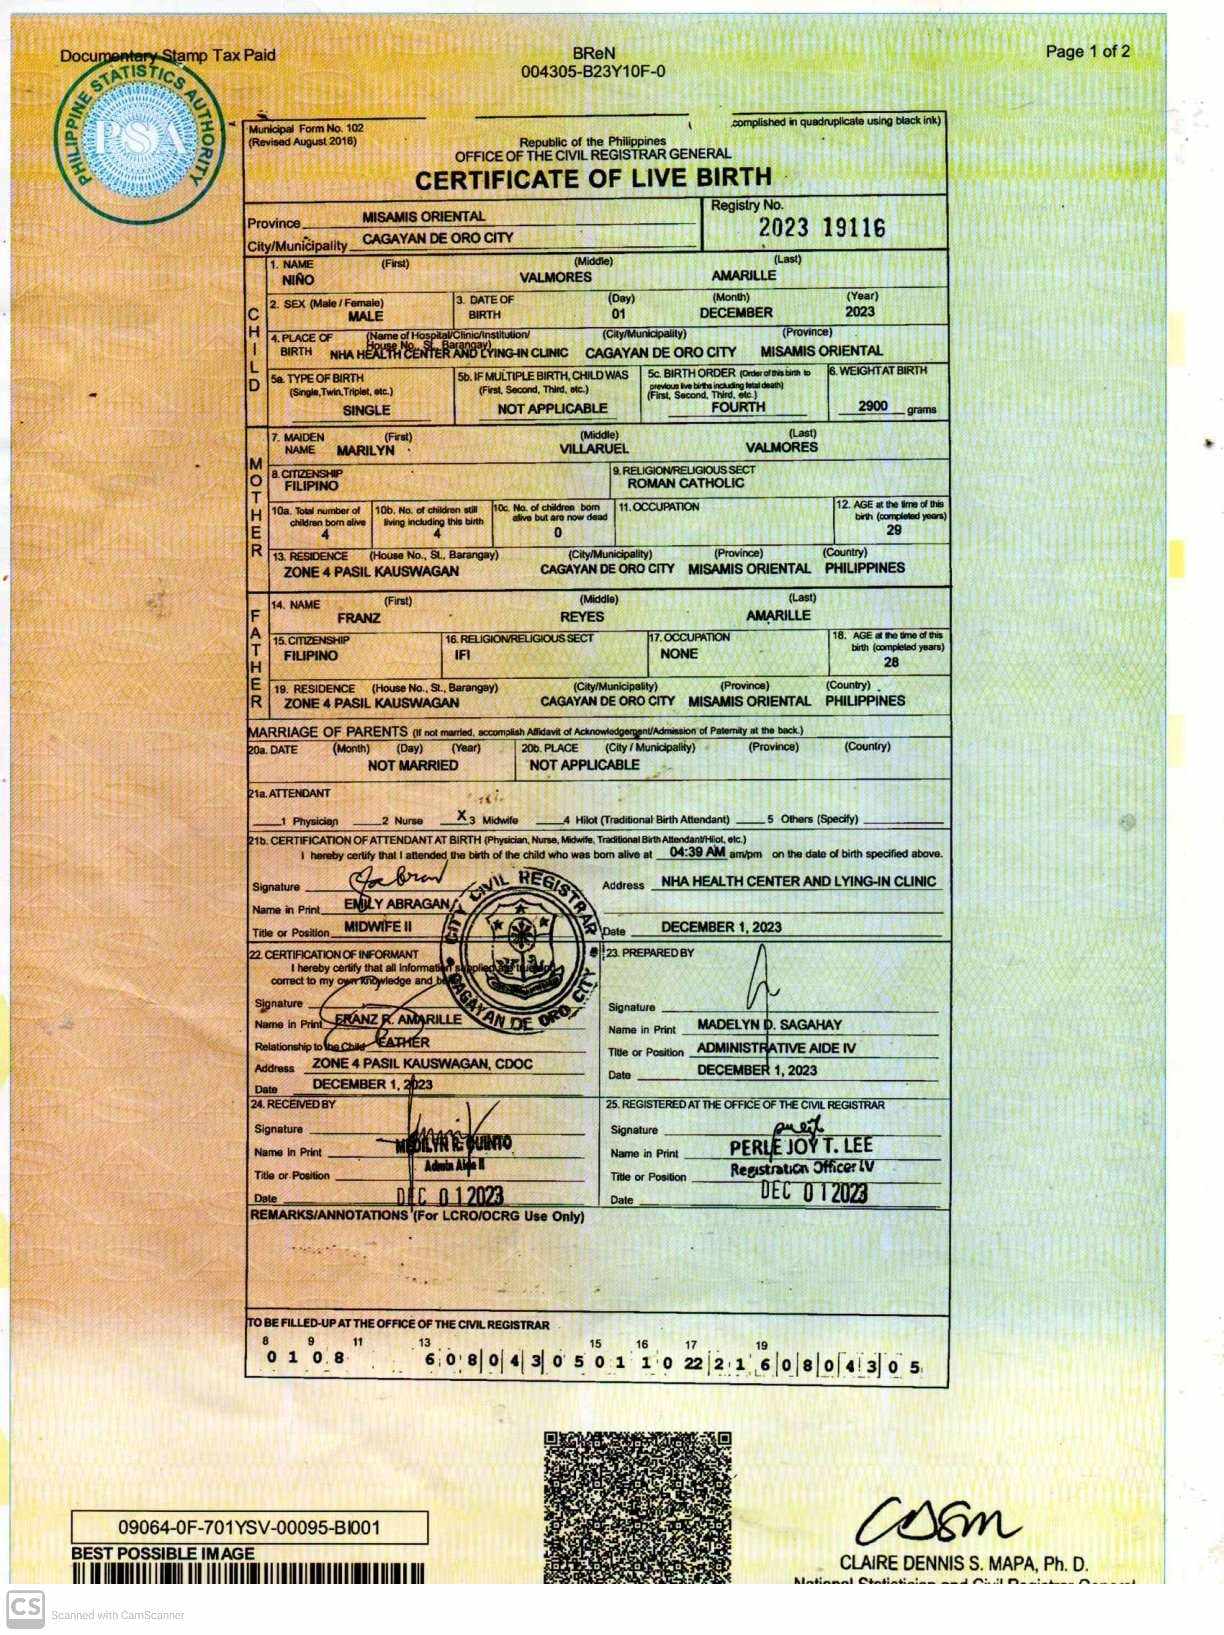 Documentary Stamp Tax Paid
BReN
004305-B23Y10F-0
Page 1 of 2
PHILIPPINE STATISTICS AUTHORITY
PSA
Municipal Form No. 102
(Revised August 2016)
complished in quadruplicate using black ink)
Republic of the Philippines
OFFICE OF THE CIVIL REGISTRAR GENERAL
CERTIFICATE OF LIVE BIRTH
Province MISAMIS ORIENTAL
City/Municipality CAGAYAN DE ORO CITY
Registry No.
2023 19116
CHILD
1. NAME (First) (Middle) (Last)
NIÑO VALMORES AMARILLE
2. SEX (Male / Female)
MALE
3. DATE OF BIRTH (Day) (Month) (Year)
01 DECEMBER 2023
4. PLACE OF BIRTH (Name of Hospital/Clinic/Institution/ House No., St., Barangay) (City/Municipality) (Province)
NHA HEALTH CENTER AND LYING-IN CLINIC CAGAYAN DE ORO CITY MISAMIS ORIENTAL
5a. TYPE OF BIRTH
(Single,Twin,Triplet, etc.)
SINGLE
5b. IF MULTIPLE BIRTH, CHILD WAS
(First, Second, Third, etc.)
NOT APPLICABLE
5c. BIRTH ORDER (Order of this birth to
previous live births including fetal death)
(First, Second, Third, etc.)
FOURTH
6. WEIGHT AT BIRTH
2900 grams
MOTHER
7. MAIDEN NAME (First) (Middle) (Last)
MARILYN VILLARUEL VALMORES
8. CITIZENSHIP
FILIPINO
9. RELIGION/RELIGIOUS SECT
ROMAN CATHOLIC
10a. Total number of
children born alive
4
10b. No. of children still
living including this birth
4
10c. No. of children born
alive but are now dead
0
11. OCCUPATION
12. AGE at the time of this
birth (completed years)
29
13. RESIDENCE (House No., St., Barangay) (City/Municipality) (Province) (Country)
ZONE 4 PASIL KAUSWAGAN CAGAYAN DE ORO CITY MISAMIS ORIENTAL PHILIPPINES
FATHER
14. NAME (First) (Middle) (Last)
FRANZ REYES AMARILLE
15. CITIZENSHIP
FILIPINO
16. RELIGION/RELIGIOUS SECT
IFI
17. OCCUPATION
NONE
18. AGE at the time of this
birth (completed years)
28
19. RESIDENCE (House No., St., Barangay) (City/Municipality) (Province) (Country)
ZONE 4 PASIL KAUSWAGAN CAGAYAN DE ORO CITY MISAMIS ORIENTAL PHILIPPINES
MARRIAGE OF PARENTS (If not married, accomplish Affidavit of Acknowledgement/Admission of Paternity at the back.)
20a. DATE (Month) (Day) (Year)
NOT MARRIED
20b. PLACE (City / Municipality) (Province) (Country)
NOT APPLICABLE
21a. ATTENDANT
1 Physician 2 Nurse X 3 Midwife 4 Hilot (Traditional Birth Attendant) 5 Others (Specify)
21b. CERTIFICATION OF ATTENDANT AT BIRTH (Physician, Nurse, Midwife, Traditional Birth Attendant/Hilot, etc.)
I hereby certify that I attended the birth of the child who was born alive at 04:39 AM am/pm on the date of birth specified above.
Signature
Name in Print EMILY ABRAGAN
Title or Position MIDWIFE II
Address NHA HEALTH CENTER AND LYING-IN CLINIC
Date DECEMBER 1, 2023
CITY CIVIL REGISTRAR
CAGAYAN DE ORO CITY
22. CERTIFICATION OF INFORMANT
I hereby certify that all information supplied are true and
correct to my own knowledge and
Signature
Name in Print FRANZ R. AMARILLE
Relationship to the Child FATHER
Address ZONE 4 PASIL KAUSWAGAN, CDOC
Date DECEMBER 1, 2023
23. PREPARED BY
Signature
Name in Print MADELYN D. SAGAHAY
Title or Position ADMINISTRATIVE AIDE IV
Date DECEMBER 1, 2023
24. RECEIVED BY
Signature
Name in Print MEDILYN R. QUINTO
Title or Position Admin Aide II
Date DEC 01 2023
25. REGISTERED AT THE OFFICE OF THE CIVIL REGISTRAR
Signature
Name in Print PERLE JOY T. LEE
Title or Position Registration Officer IV
Date DEC 01 2023
REMARKS/ANNOTATIONS (For LCRO/OCRG Use Only)
TO BE FILLED-UP AT THE OFFICE OF THE CIVIL REGISTRAR
8 9 11 13 15 16 17 19
0 1 0 8 6 0 8 0 4 3 0 5 0 1 1 0 22 2 1 6 0 8 0 4 3 0 5
09064-0F-701YSV-00095-BI001
BEST POSSIBLE IMAGE
CLAIRE DENNIS S. MAPA, Ph. D.
National Statistician and Civil Registrar General
CS
Scanned with CamScanner